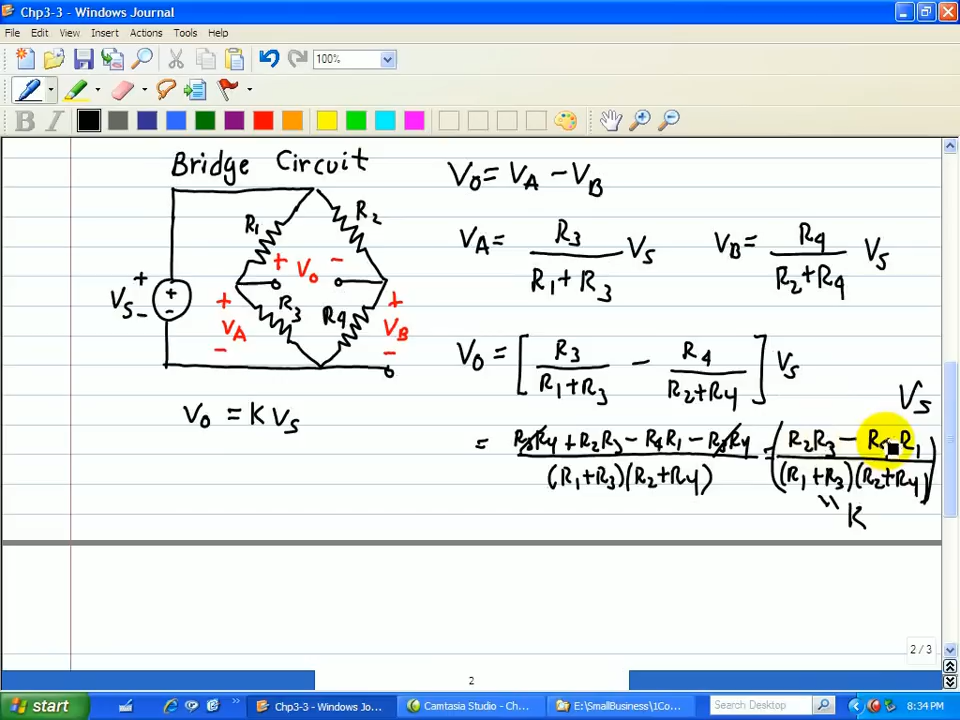 Chp3-3 - Windows Journal
File Edit View Insert Actions Tools Help
100%
B I
Bridge Circuit
V0 = VA - VB
R1 R2
VA = R3 / (R1 + R3) VS
VB = R4 / (R2 + R4) VS
+ V0 -
+ VS -
+ -
R3 R4
+ VA -
+ VB -
V0 = [ R3 / (R1 + R3) - R4 / (R2 + R4) ] VS
V0 = K VS
= R3R4 + R2R3 - R4R1 - R3R4 / (R1 + R3)(R2 + R4) = ( R2R3 - R4R1 / (R1 + R3)(R2 + R4) ) VS
" K
2 / 3
2
start
Chp3-3 - Windows Jo...
Camtasia Studio - Ch...
E:\SmallBusiness\1Co...
Search Desktop
8:34 PM